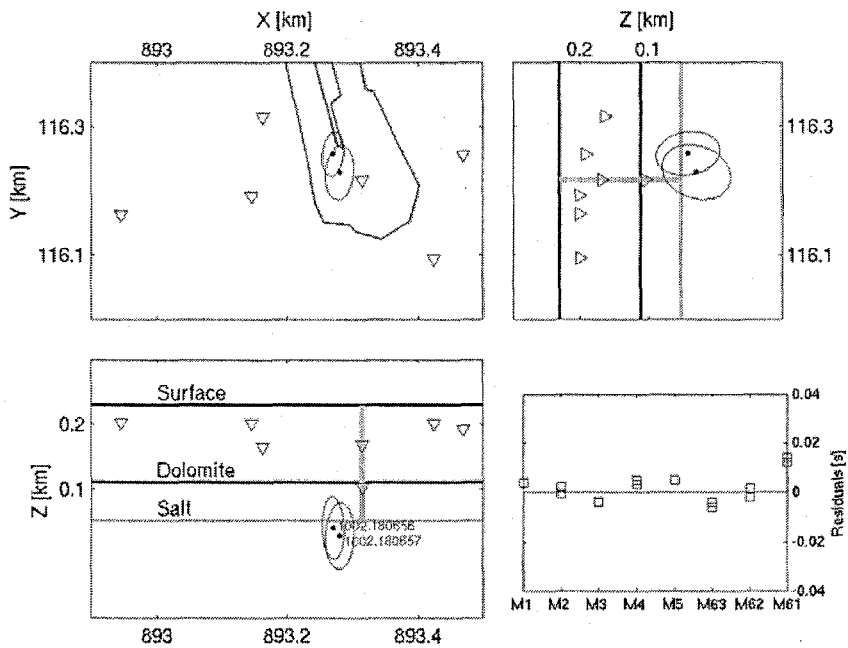 X [km]
Z [km]
893 893.2 893.4
0.2 0.1
116.3
116.1
Y [km]
116.3
116.1
Surface
Dolomite
Salt
1002.180656
1002.180657
0.2
0.1
Z [km]
893 893.2 893.4
0.04
0.02
0
-0.02
-0.04
Residuals [s]
M1 M2 M3 M4 M5 M63 M62 M61